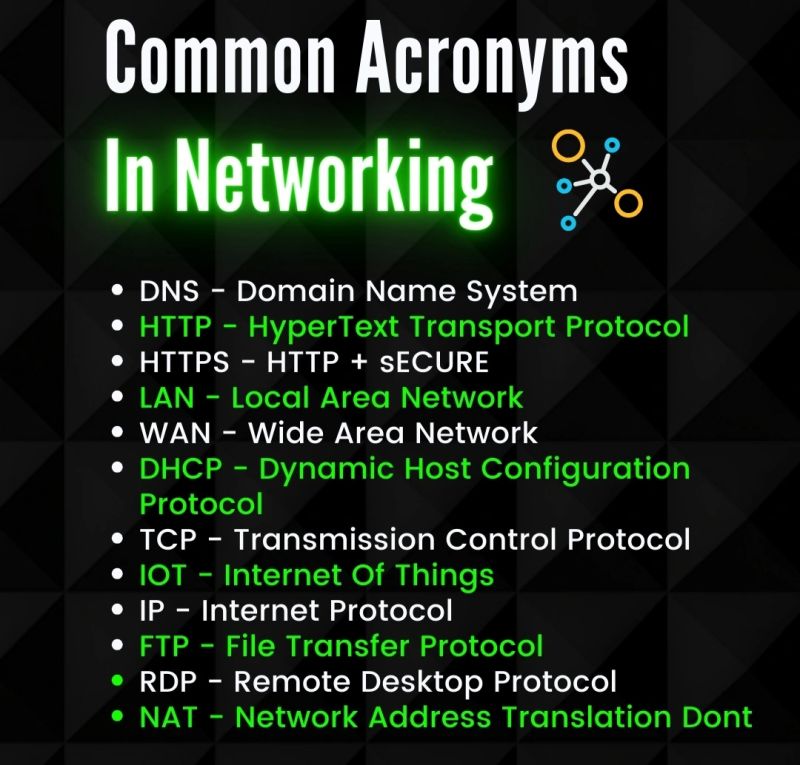 Common Acronyms
In Networking
• DNS - Domain Name System
• HTTP - HyperText Transport Protocol
• HTTPS - HTTP + sECURE
• LAN - Local Area Network
• WAN - Wide Area Network
• DHCP - Dynamic Host Configuration
Protocol
• TCP - Transmission Control Protocol
• IOT - Internet Of Things
• IP - Internet Protocol
• FTP - File Transfer Protocol
• RDP - Remote Desktop Protocol
• NAT - Network Address Translation Dont